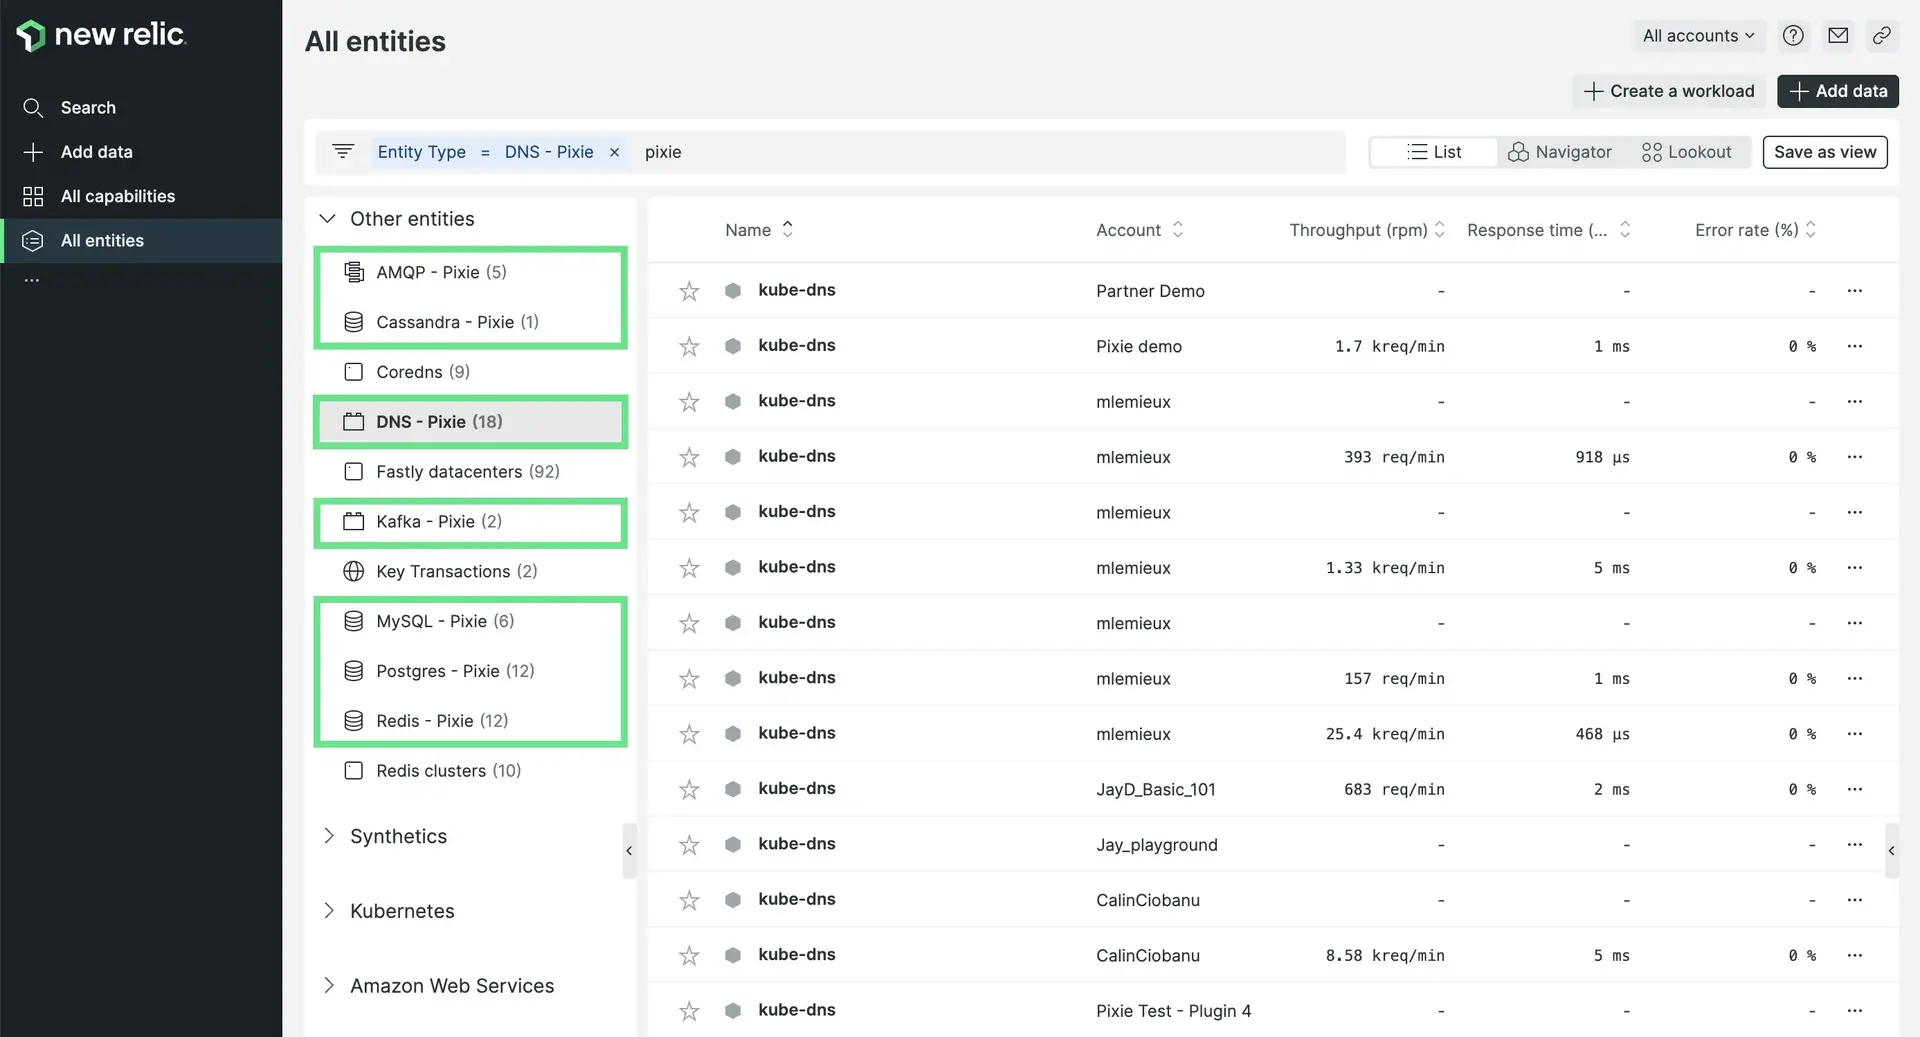 new relic
Search
Add data
All capabilities
All entities
...
All entities
All accounts
Create a workload
Add data
Entity Type = DNS - Pixie × pixie
List
Navigator
Lookout
Save as view
Other entities
AMQP - Pixie (5)
Cassandra - Pixie (1)
Coredns (9)
DNS - Pixie (18)
Fastly datacenters (92)
Kafka - Pixie (2)
Key Transactions (2)
MySQL - Pixie (6)
Postgres - Pixie (12)
Redis - Pixie (12)
Redis clusters (10)
Synthetics
Kubernetes
Amazon Web Services
Name Account Throughput (rpm) Response time (... Error rate (%)
kube-dns Partner Demo - - - ...
kube-dns Pixie demo 1.7 kreq/min 1 ms 0 % ...
kube-dns mlemieux - - - ...
kube-dns mlemieux 393 req/min 918 µs 0 % ...
kube-dns mlemieux - - - ...
kube-dns mlemieux 1.33 kreq/min 5 ms 0 % ...
kube-dns mlemieux - - - ...
kube-dns mlemieux 157 req/min 1 ms 0 % ...
kube-dns mlemieux 25.4 kreq/min 468 µs 0 % ...
kube-dns JayD_Basic_101 683 req/min 2 ms 0 % ...
kube-dns Jay_playground - - - ...
kube-dns CalinCiobanu - - - ...
kube-dns CalinCiobanu 8.58 kreq/min 5 ms 0 % ...
kube-dns Pixie Test - Plugin 4 - - - ...